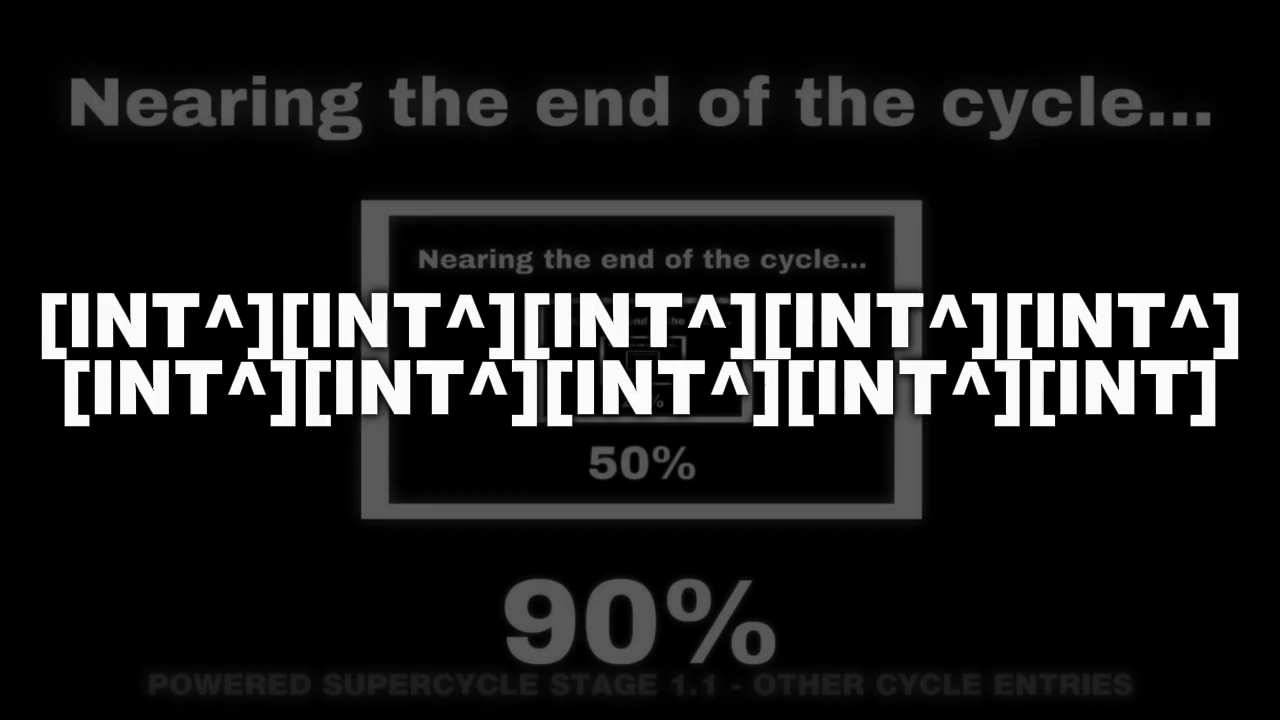 Nearing the end of the cycle...
Nearing the end of the cycle...
[INT^][INT^][INT^][INT^][INT^]
[INT^][INT^][INT^][INT^][INT]
50%
90%
POWERED SUPERCYCLE STAGE 1.1 - OTHER CYCLE ENTRIES